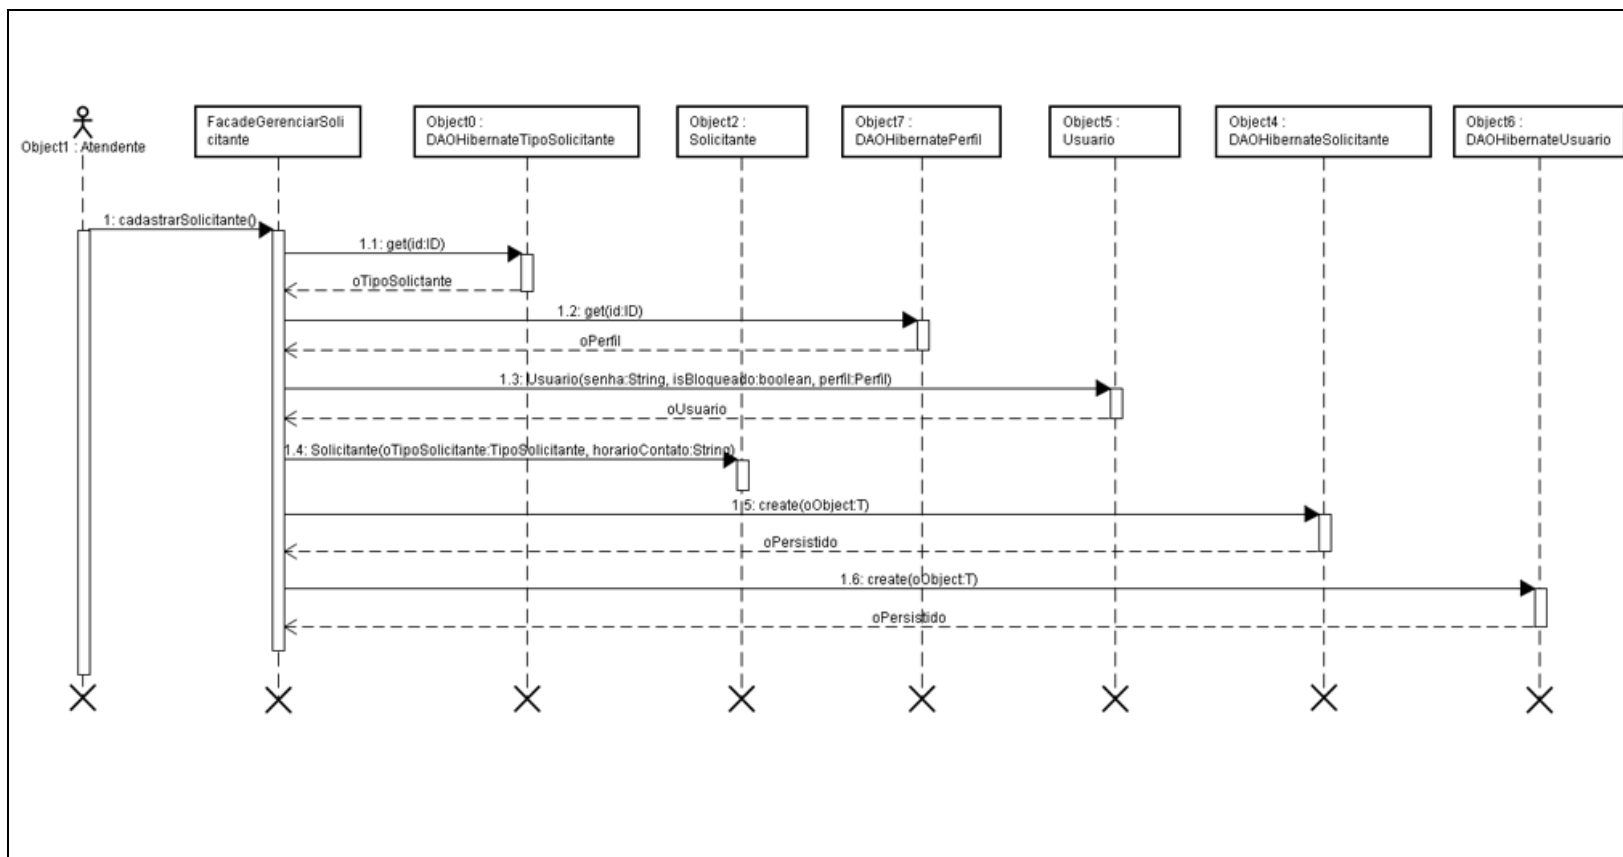 Object1 : Atendente
FacadeGerenciarSoli
citante
Object0 :
DAOHibernateTipoSolicitante
Object2 :
Solicitante
Object7 :
DAOHibernatePerfil
Object5 :
Usuario
Object4 :
DAOHibernateSolicitante
Object6 :
DAOHibernateUsuario
1: cadastrarSolicitante()
1.1: get(id:ID)
oTipoSolictante
1.2: get(id:ID)
oPerfil
1.3: Usuario(senha:String, isBloqueado:boolean, perfil:Perfil)
oUsuario
1.4: Solicitante(oTipoSolicitante:TipoSolicitante, horarioContato:String)
1.5: create(oObject:T)
oPersistido
1.6: create(oObject:T)
oPersistido